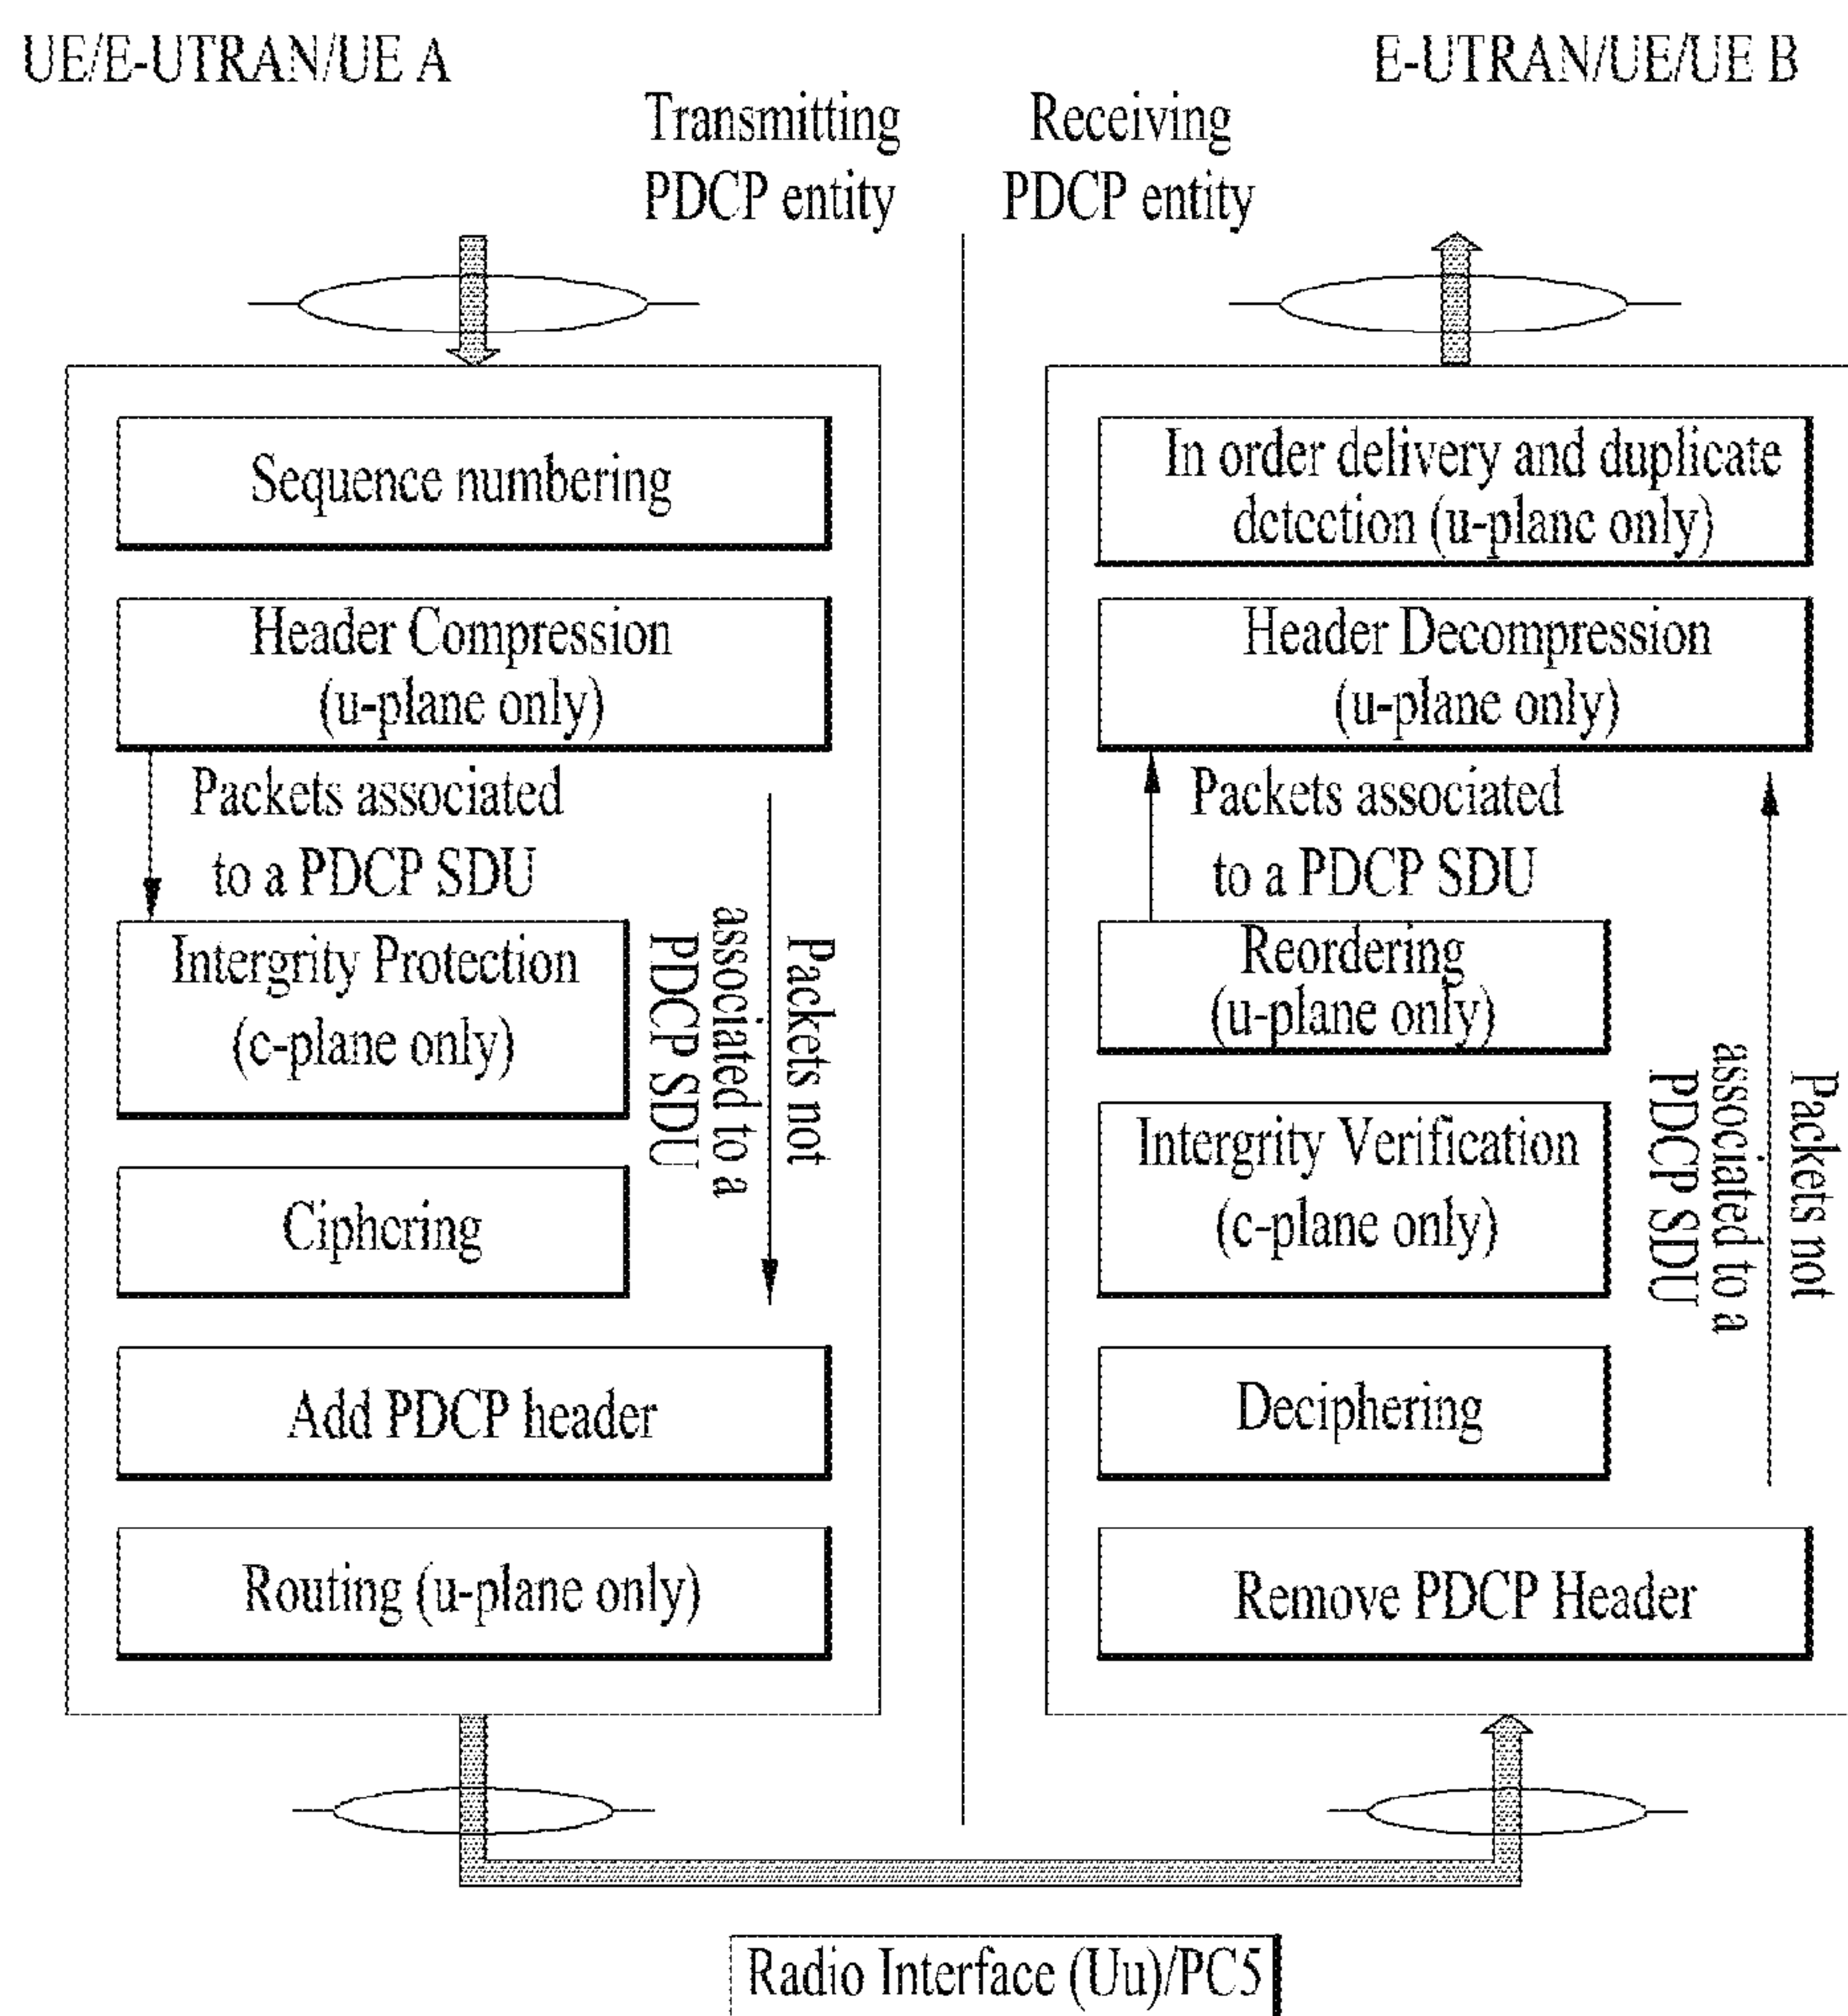 UE/E-UTRAN/UE A
E-UTRAN/UE/UE B
Transmitting
PDCP entity
Receiving
PDCP entity
Sequence numbering
Header Compression
(u-plane only)
Packets associated
to a PDCP SDU
Intergrity Protection
(c-plane only)
Packets not
associated to a
PDCP SDU
Ciphering
Add PDCP header
Routing (u-plane only)
In order delivery and duplicate
detection (u-plane only)
Header Decompression
(u-plane only)
Packets associated
to a PDCP SDU
Reordering
(u-plane only)
Packets not
associated to a
PDCP SDU
Intergrity Verification
(c-plane only)
Deciphering
Remove PDCP Header
Radio Interface (Uu)/PC5